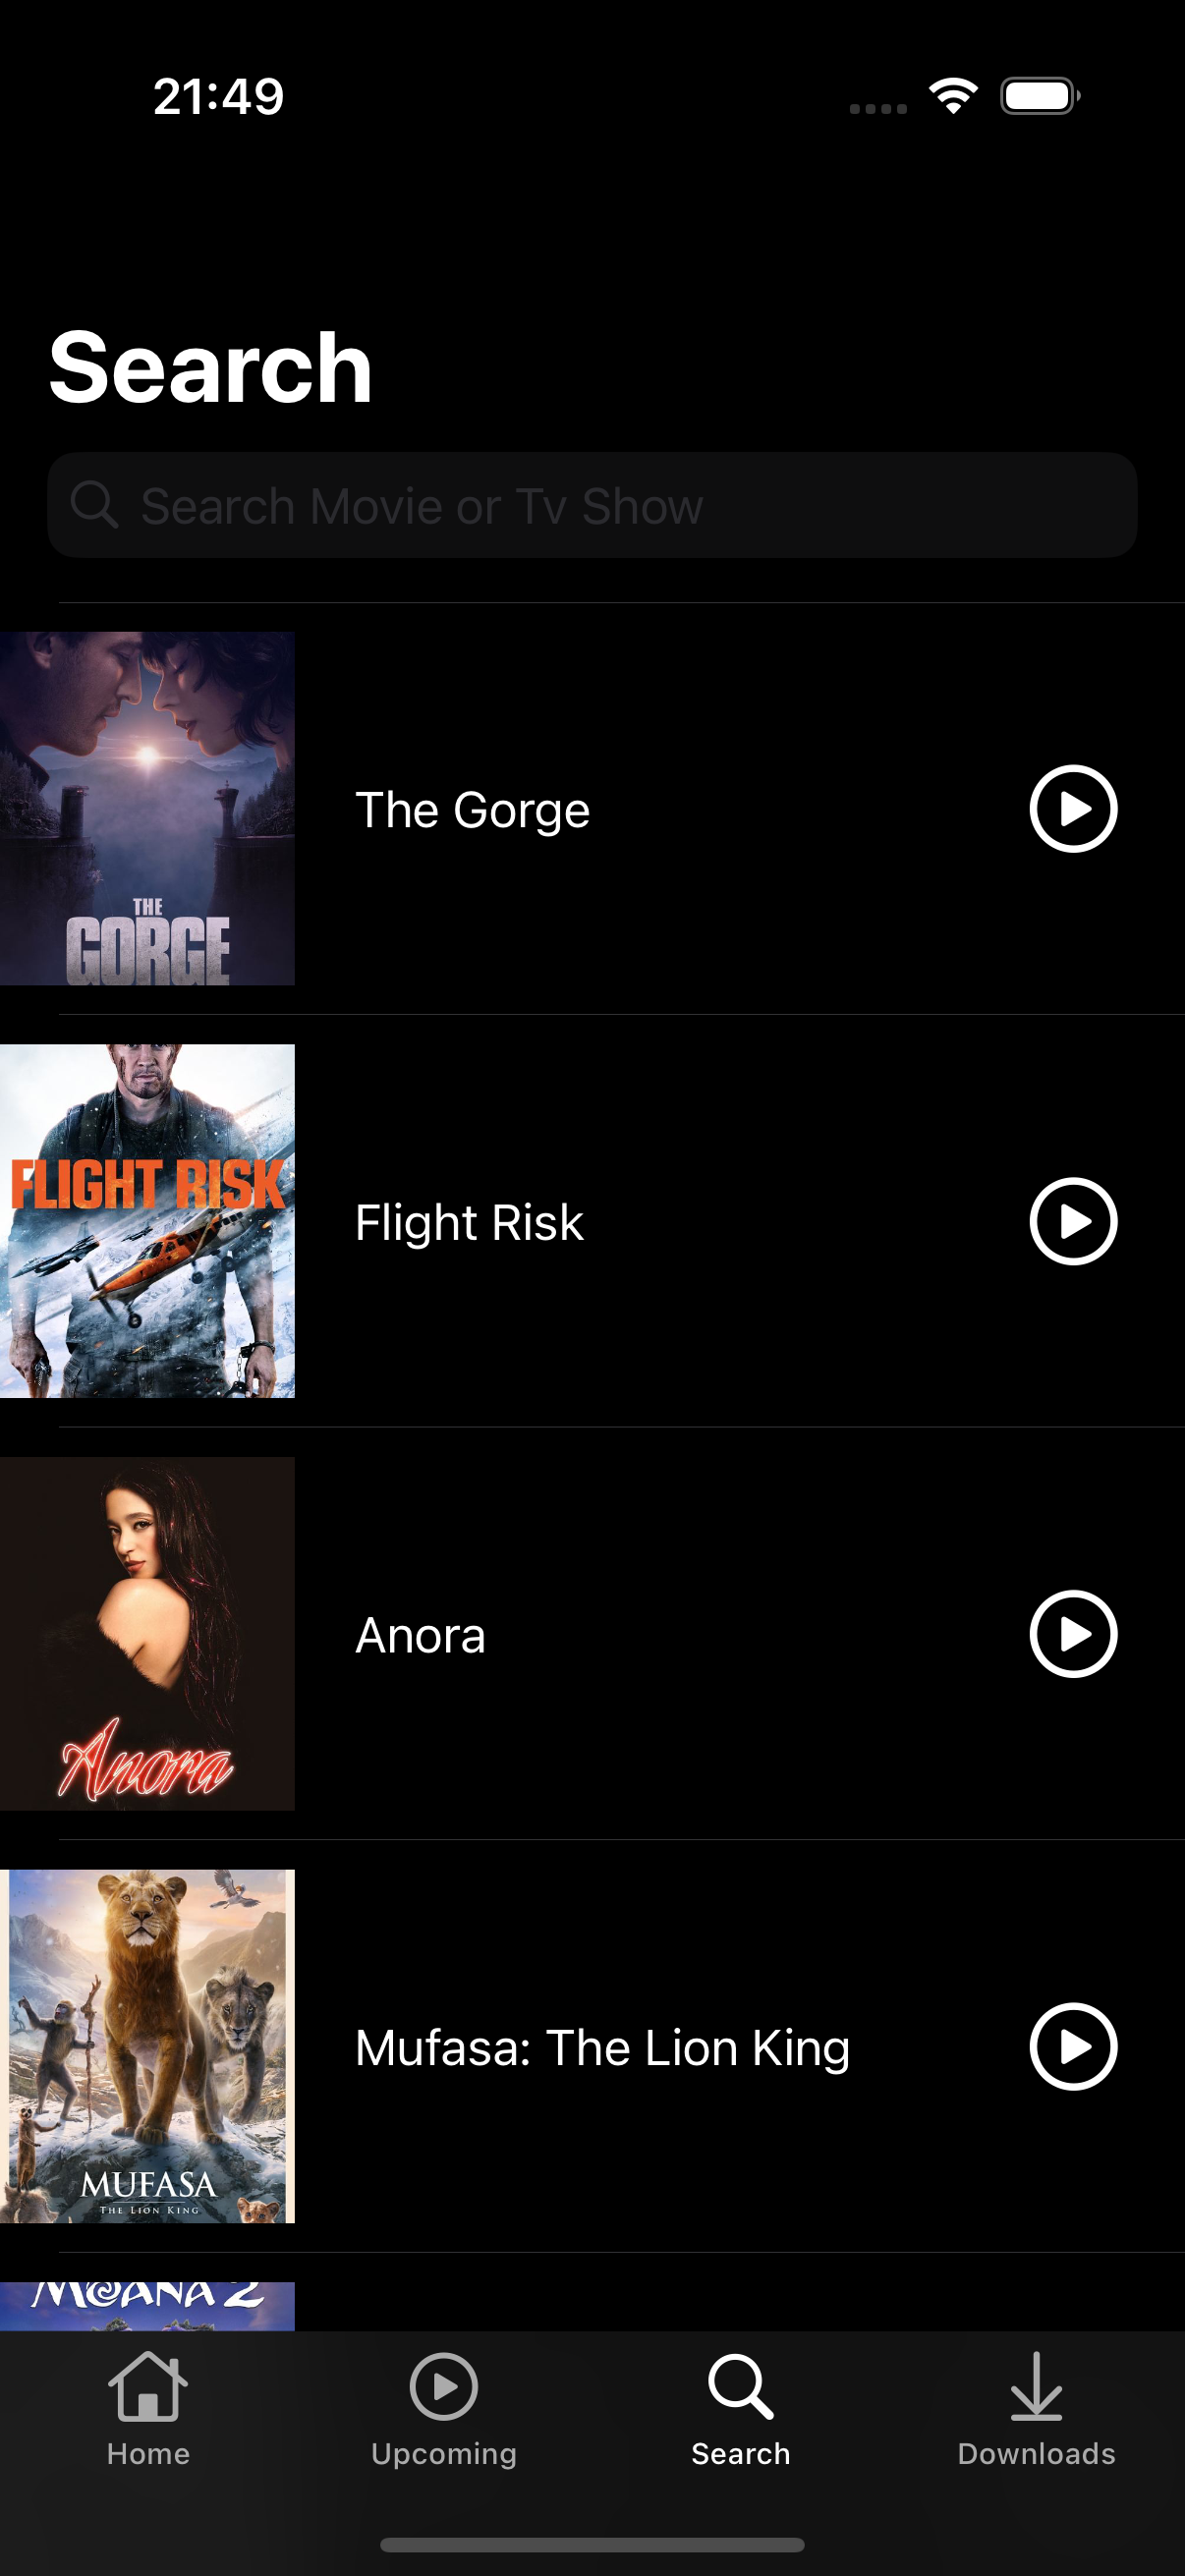 21:49
Search
Search Movie or Tv Show
THE
GORGE
The Gorge
FLIGHT RISK
Flight Risk
Anora
Anora
MUFASA
THE LION KING
Mufasa: The Lion King
MOANA 2
Home
Upcoming
Search
Downloads